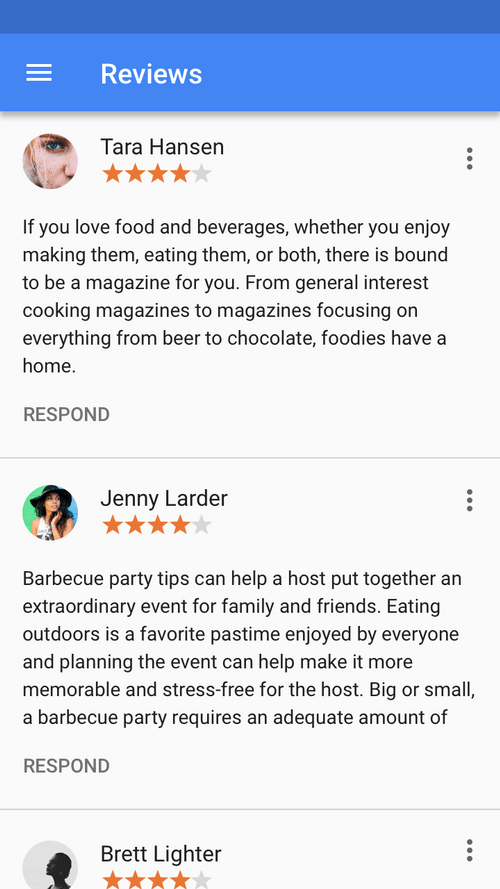 Reviews
Tara Hansen
If you love food and beverages, whether you enjoy
making them, eating them, or both, there is bound
to be a magazine for you. From general interest
cooking magazines to magazines focusing on
everything from beer to chocolate, foodies have a
home.
RESPOND
Jenny Larder
Barbecue party tips can help a host put together an
extraordinary event for family and friends. Eating
outdoors is a favorite pastime enjoyed by everyone
and planning the event can help make it more
memorable and stress-free for the host. Big or small,
a barbecue party requires an adequate amount of
RESPOND
Brett Lighter